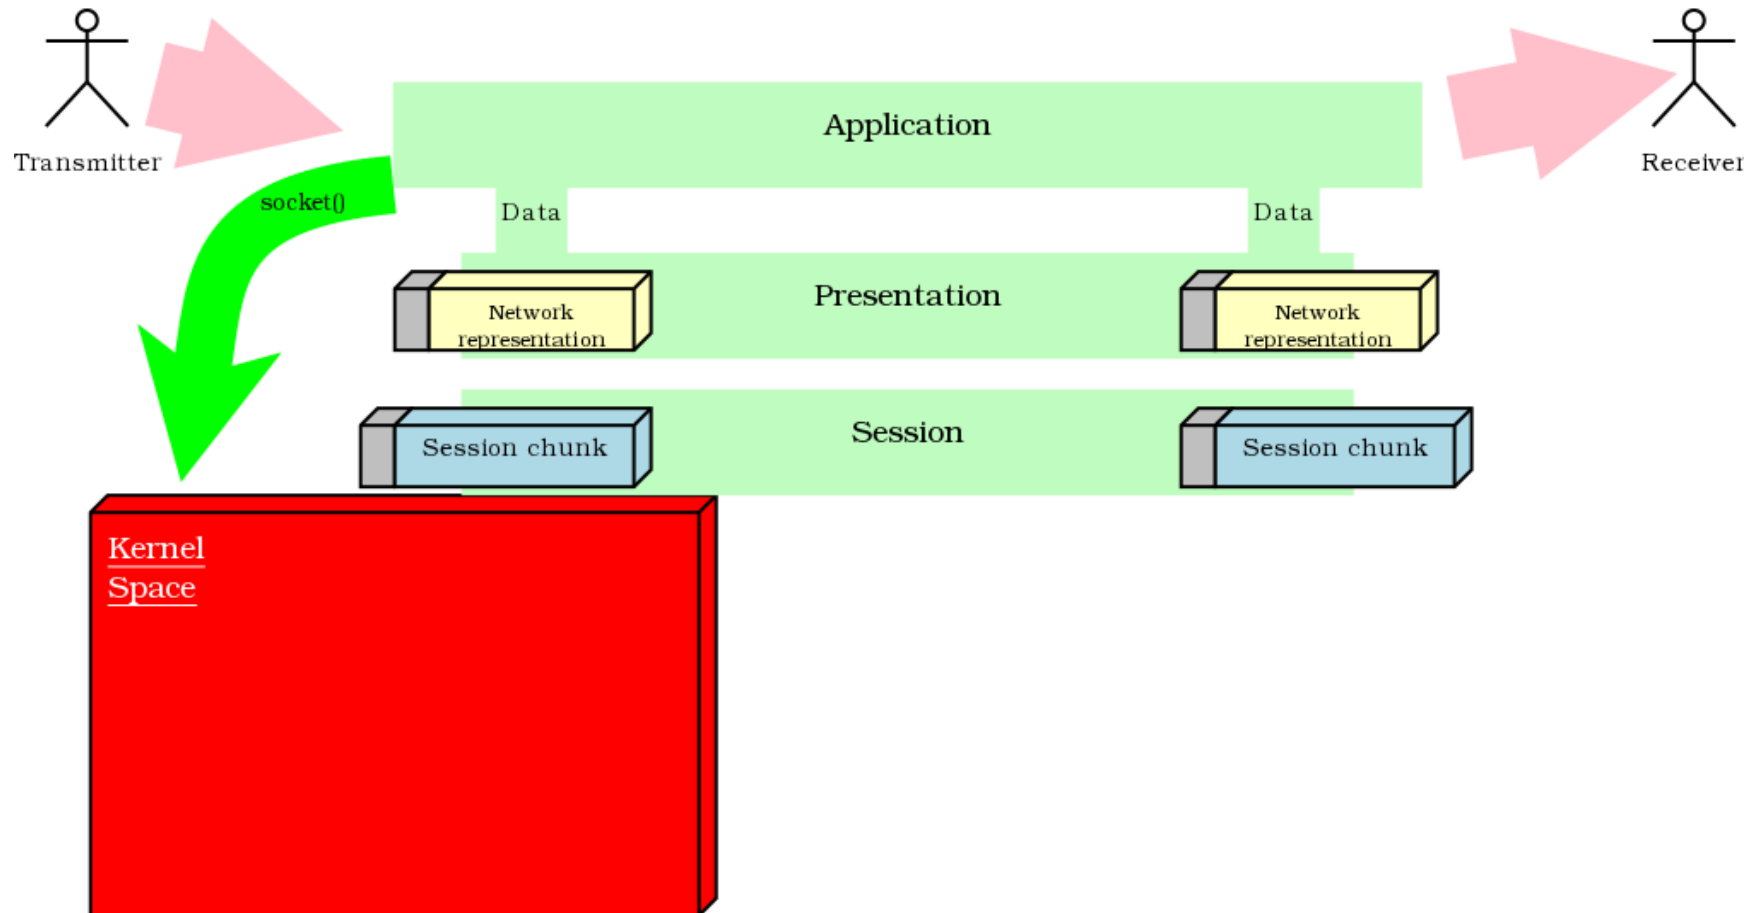 Application
Transmitter
Receiver
socket()
Data
Data
Presentation
Network
representation
Network
representation
Session
Session chunk
Session chunk
Kernel
Space